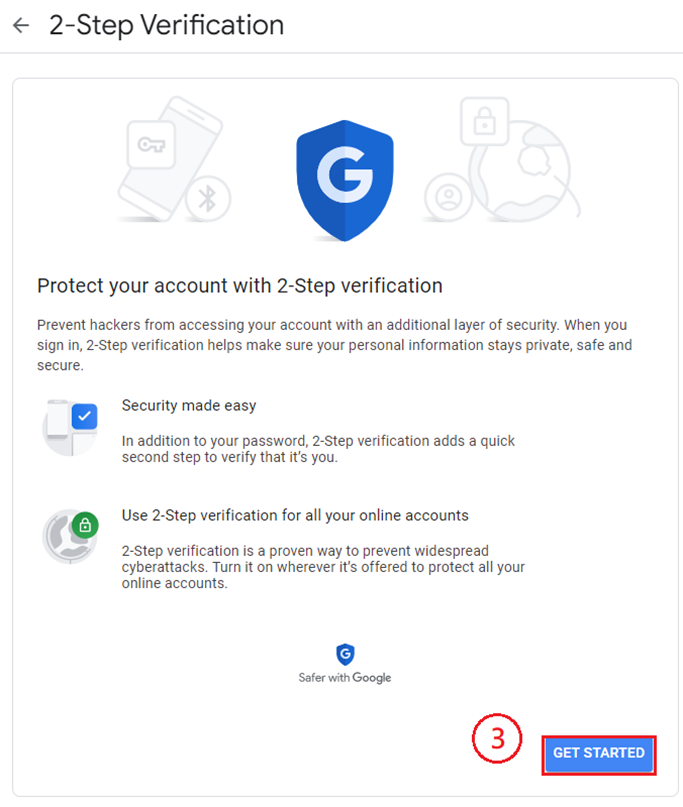 2-Step Verification
G
Protect your account with 2-Step verification
Prevent hackers from accessing your account with an additional layer of security. When you
sign in, 2-Step verification helps make sure your personal information stays private, safe and
secure.
Security made easy
In addition to your password, 2-Step verification adds a quick
second step to verify that it’s you.
Use 2-Step verification for all your online accounts
2-Step verification is a proven way to prevent widespread
cyberattacks. Turn it on wherever it’s offered to protect all your
online accounts.
G
Safer with Google
3
GET STARTED